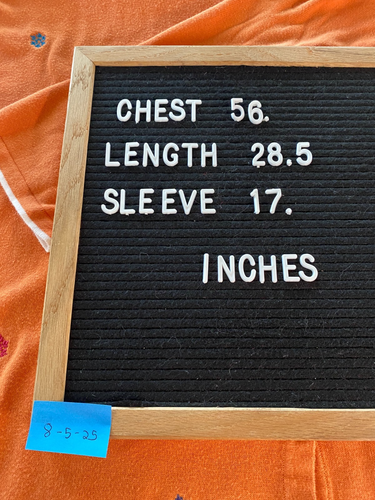 CHEST 56.
LENGTH 28.5
SLEEVE 17.
INCHES
8-5-25